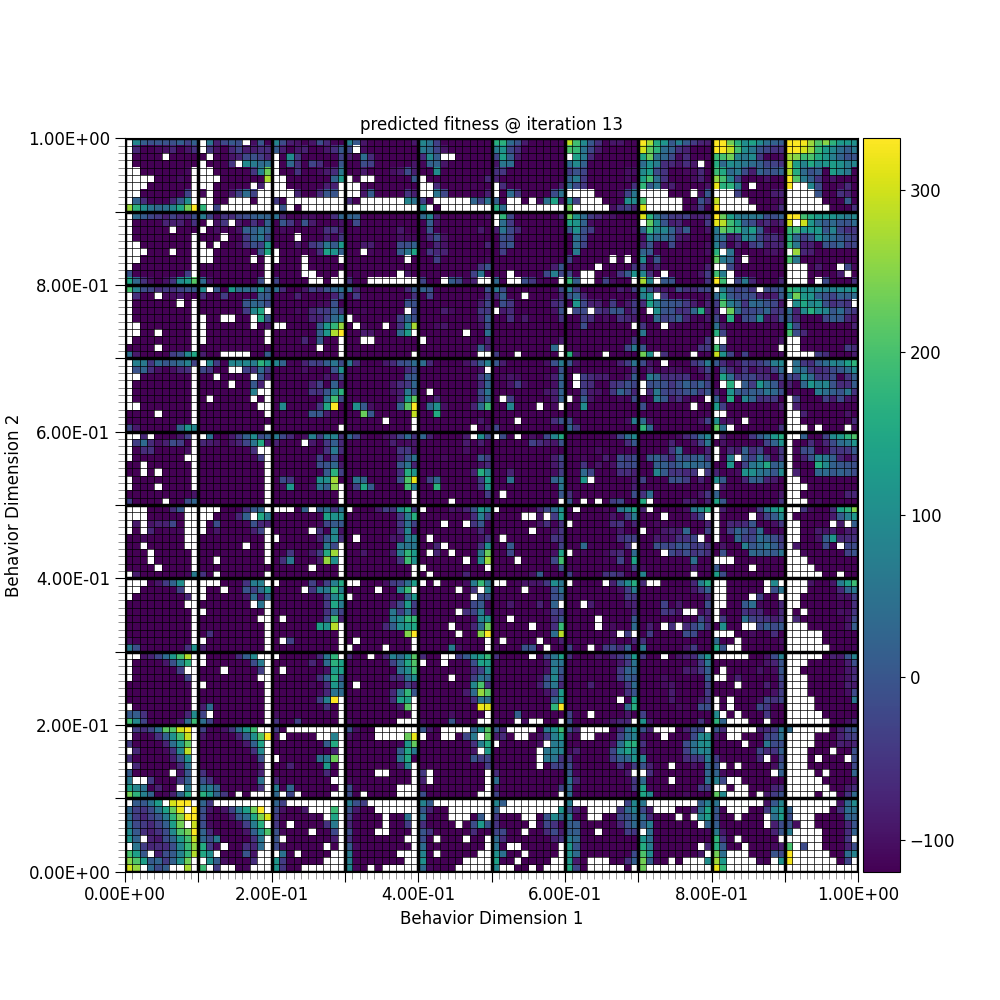 predicted fitness @ iteration 13
1.00E+00
8.00E-01
6.00E-01
4.00E-01
2.00E-01
0.00E+00
Behavior Dimension 2
0.00E+00 2.00E-01 4.00E-01 6.00E-01 8.00E-01 1.00E+00
Behavior Dimension 1
300
200
100
0
−100